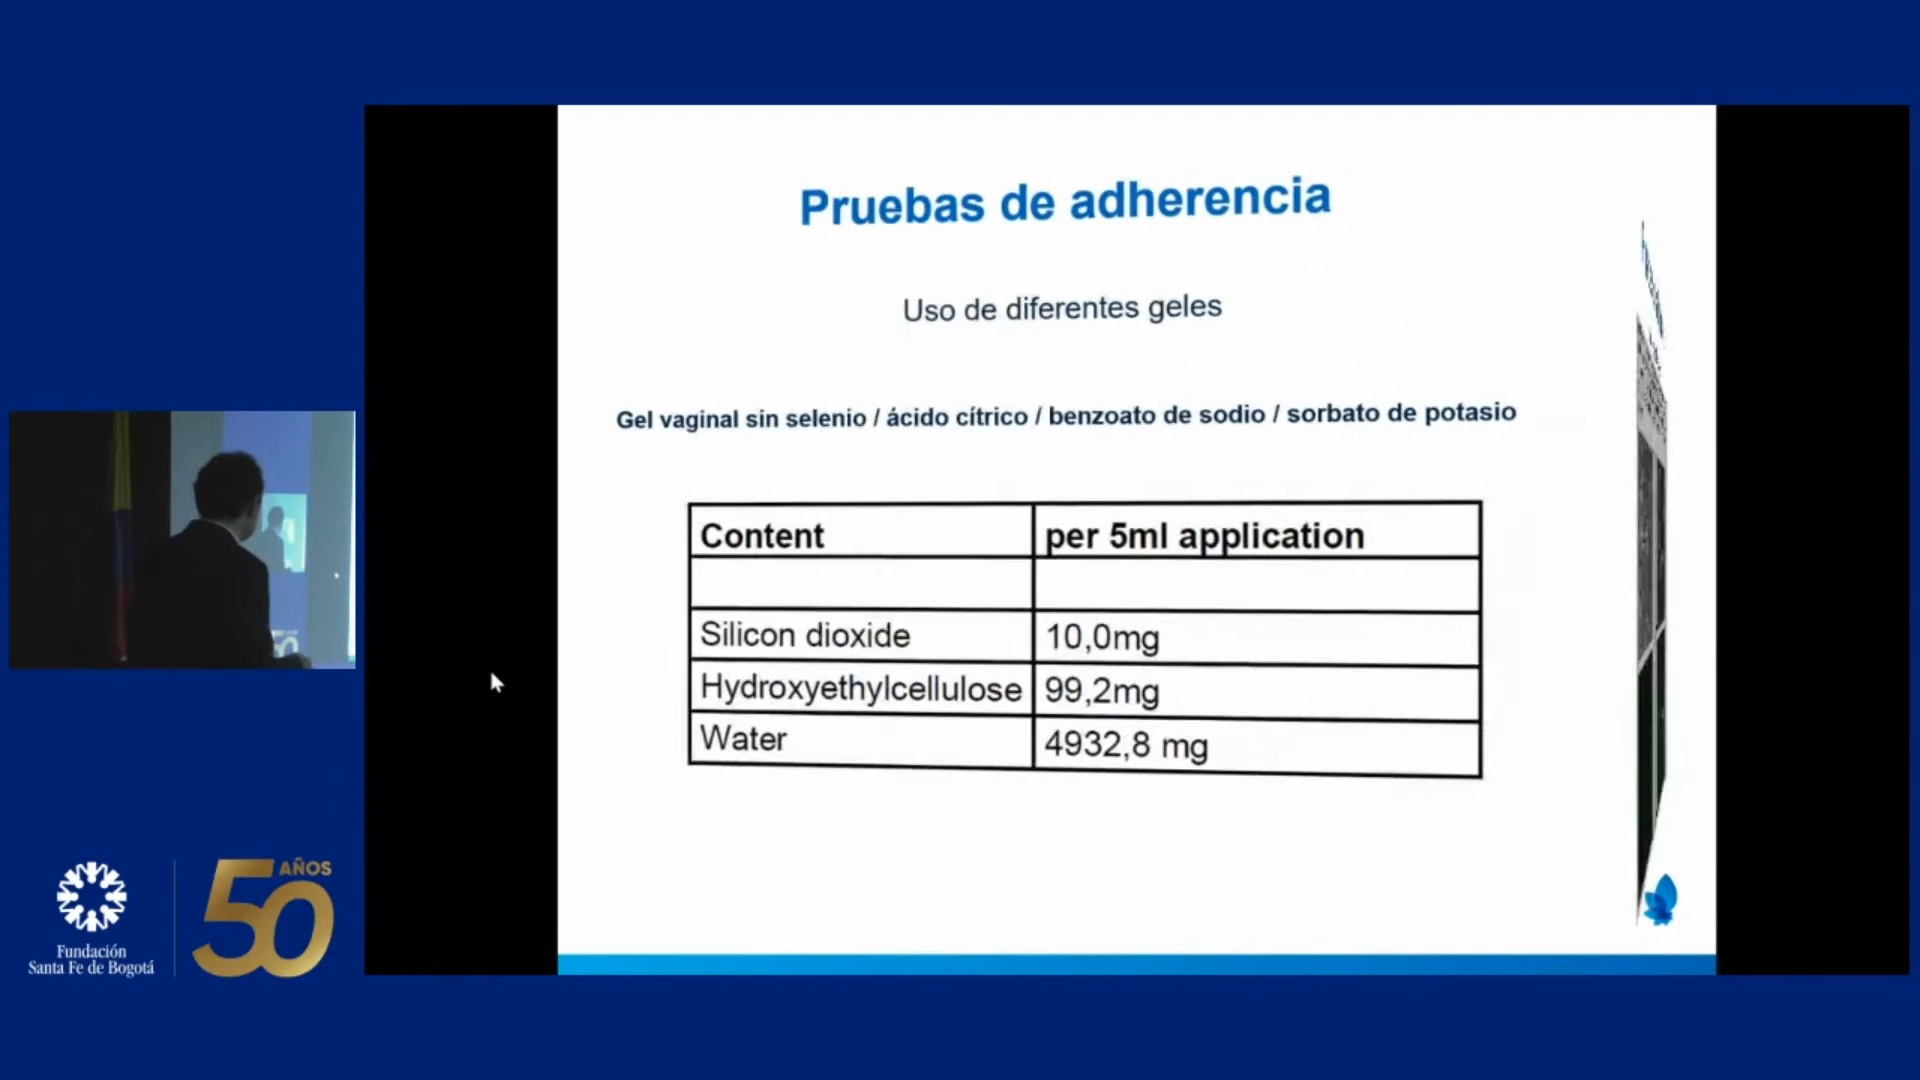 Pruebas de adherencia
Uso de diferentes geles
Gel vaginal sin selenio / ácido cítrico / benzoato de sodio / sorbato de potasio
Content per 5ml application
Silicon dioxide 10,0mg
Hydroxyethylcellulose 99,2mg
Water 4932,8 mg
Fundación
Santa Fe de Bogotá
50 AÑOS